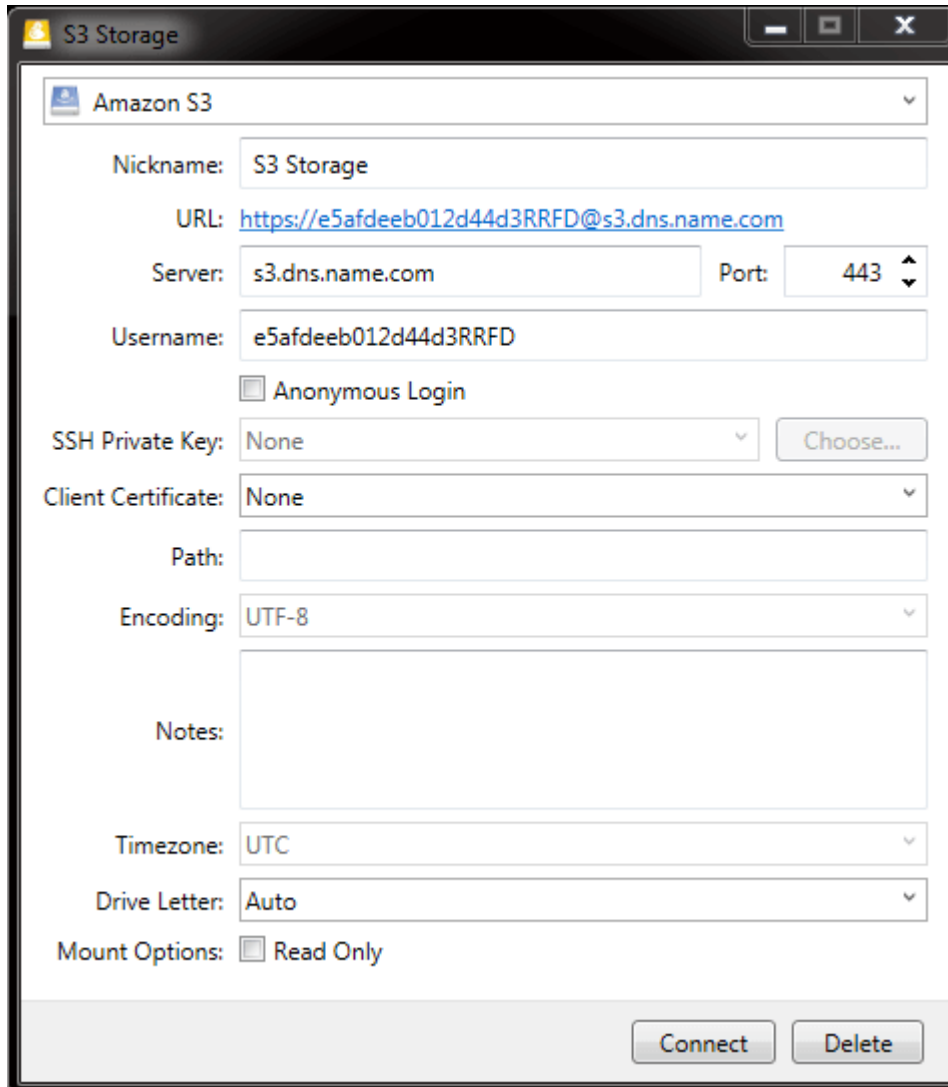 S3 Storage
Amazon S3
Nickname: S3 Storage
URL: https://e5afdeeb012d44d3RRFD@s3.dns.name.com
Server: s3.dns.name.com Port: 443
Username: e5afdeeb012d44d3RRFD
Anonymous Login
SSH Private Key: None Choose...
Client Certificate: None
Path:
Encoding: UTF-8
Notes:
Timezone: UTC
Drive Letter: Auto
Mount Options: Read Only
Connect Delete